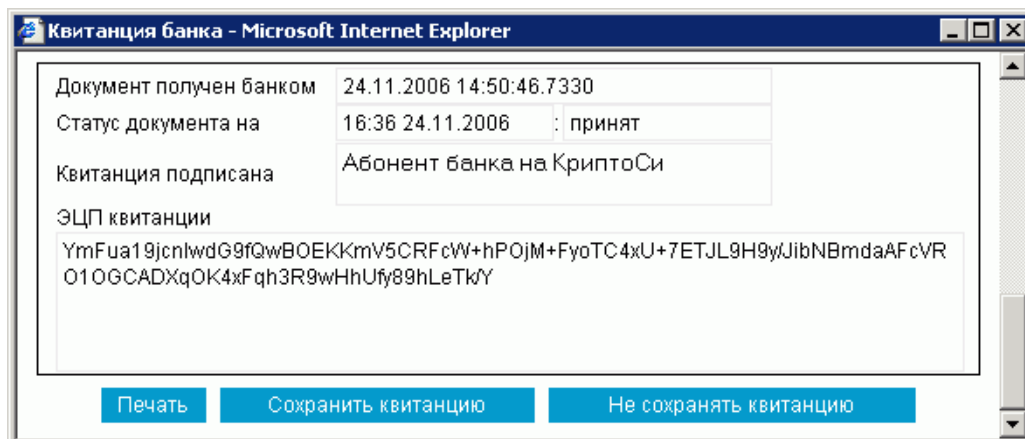 Квитанция банка - Microsoft Internet Explorer
Документ получен банком 24.11.2006 14:50:46.7330
Статус документа на 16:36 24.11.2006 : принят
Квитанция подписана Абонент банка на КриптоСи
ЭЦП квитанции
YmFua19jcnlwdG9fQwBOEKKmV5CRFcW+hPOjM+FyoTC4xU+7ETJL9H9y/JibNBmdaAFcVR
O1OGCADXqOK4xFqh3R9wHhUfy89hLeTk/Y
Печать Сохранить квитанцию Не сохранять квитанцию